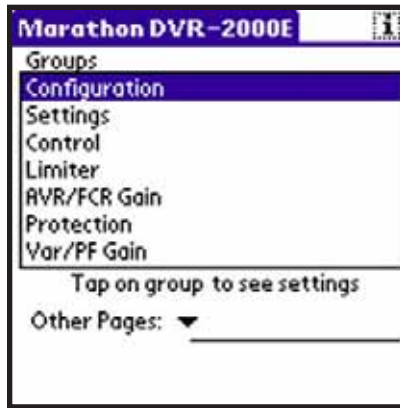 Marathon DVR-2000E i
Groups
Configuration
Settings
Control
Limiter
AVR/FCR Gain
Protection
Var/PF Gain
Tap on group to see settings
Other Pages: